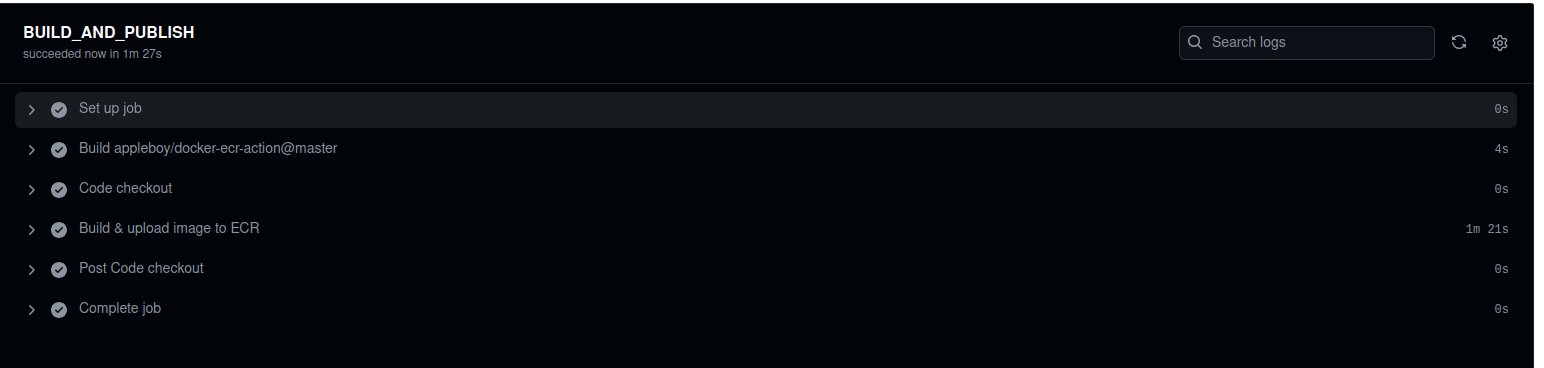 BUILD_AND_PUBLISH
succeeded now in 1m 27s
Search logs
Set up job 0s
Build appleboy/docker-ecr-action@master 4s
Code checkout 0s
Build & upload image to ECR 1m 21s
Post Code checkout 0s
Complete job 0s